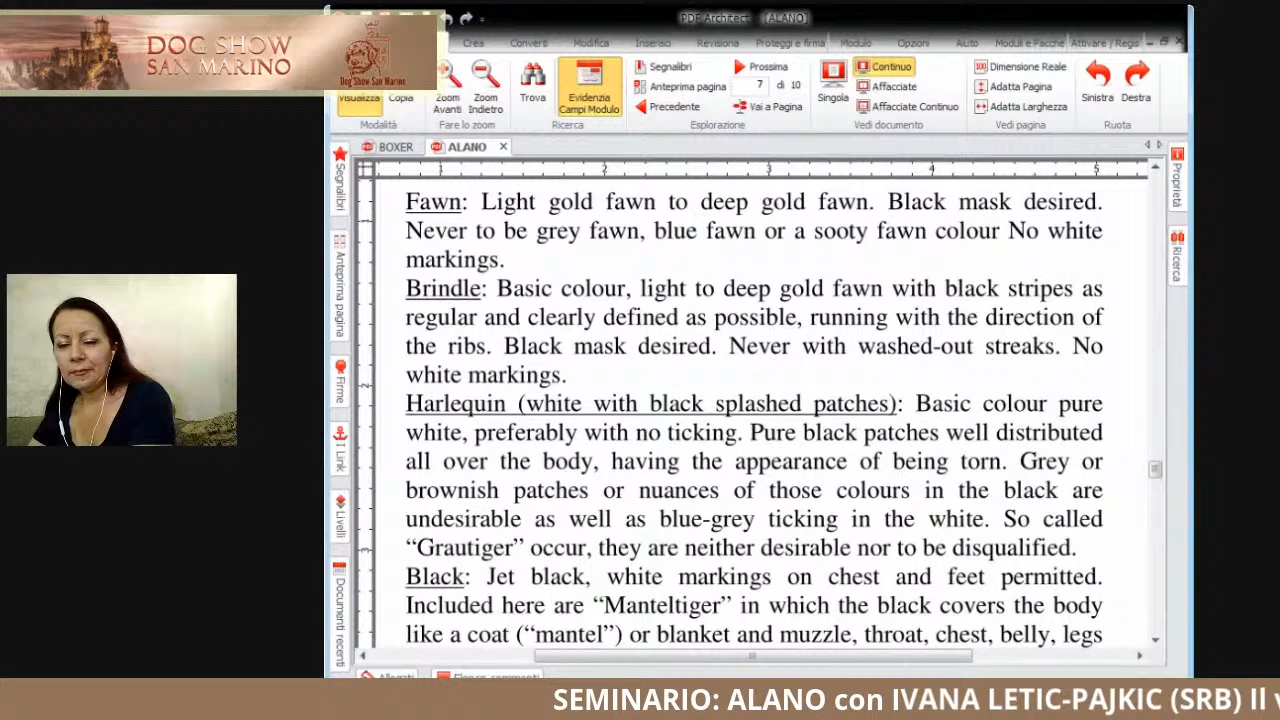 DOG SHOW
SAN MARINO
Dog Show San Marino
PDF Architect - [ALANO]
Crea Converti Modifica Inserisci Revisiona Proteggi e firma Modulo Opzioni Aiuto Moduli e Pacche Attivare / Regis
Visualizza Copia
Modalità
Zoom Avanti
Zoom Indietro
Fare lo zoom
Trova
Evidenzia Campi Modulo
Ricerca
Segnalibri
Anteprima pagina
Precedente
Prossima
7 di 10
Vai a Pagina
Esplorazione
Singola
Continuo
Affacciate
Affacciate Continuo
Vedi documento
Dimensione Reale
Adatta Pagina
Adatta Larghezza
Vedi pagina
Sinistra
Destra
Ruota
BOXER
ALANO
1 2 3 4 5
Segnalibri
Anteprima pagina
Firme
I Link
Livelli
Documenti recenti
Proprietà
Ricerca
Fawn: Light gold fawn to deep gold fawn. Black mask desired.
Never to be grey fawn, blue fawn or a sooty fawn colour No white
markings.
Brindle: Basic colour, light to deep gold fawn with black stripes as
regular and clearly defined as possible, running with the direction of
the ribs. Black mask desired. Never with washed-out streaks. No
white markings.
Harlequin (white with black splashed patches): Basic colour pure
white, preferably with no ticking. Pure black patches well distributed
all over the body, having the appearance of being torn. Grey or
brownish patches or nuances of those colours in the black are
undesirable as well as blue-grey ticking in the white. So called
“Grautiger” occur, they are neither desirable nor to be disqualified.
Black: Jet black, white markings on chest and feet permitted.
Included here are “Manteltiger” in which the black covers the body
like a coat (“mantel”) or blanket and muzzle, throat, chest, belly, legs
SEMINARIO: ALANO con IVANA LETIC-PAJKIC (SRB) Il v